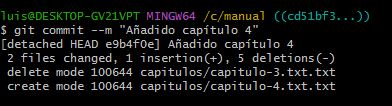 luis@DESKTOP-GV21VPT MINGW64 /c/manual ((cd51bf3...))
$ git commit --m "Añadido capítulo 4"
[detached HEAD e9b4f0e] Añadido capítulo 4
 2 files changed, 1 insertion(+), 5 deletions(-)
 delete mode 100644 capitulos/capitulo-3.txt.txt
 create mode 100644 capitulos/capitulo-4.txt.txt